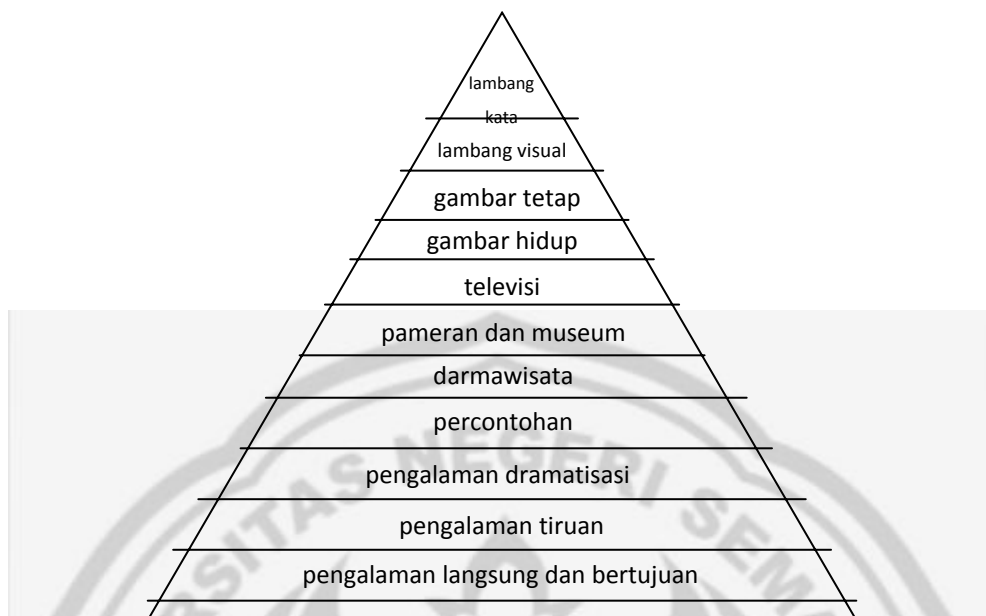 lambang
kata
lambang visual
gambar tetap
gambar hidup
televisi
pameran dan museum
darmawisata
percontohan
pengalaman dramatisasi
pengalaman tiruan
pengalaman langsung dan bertujuan